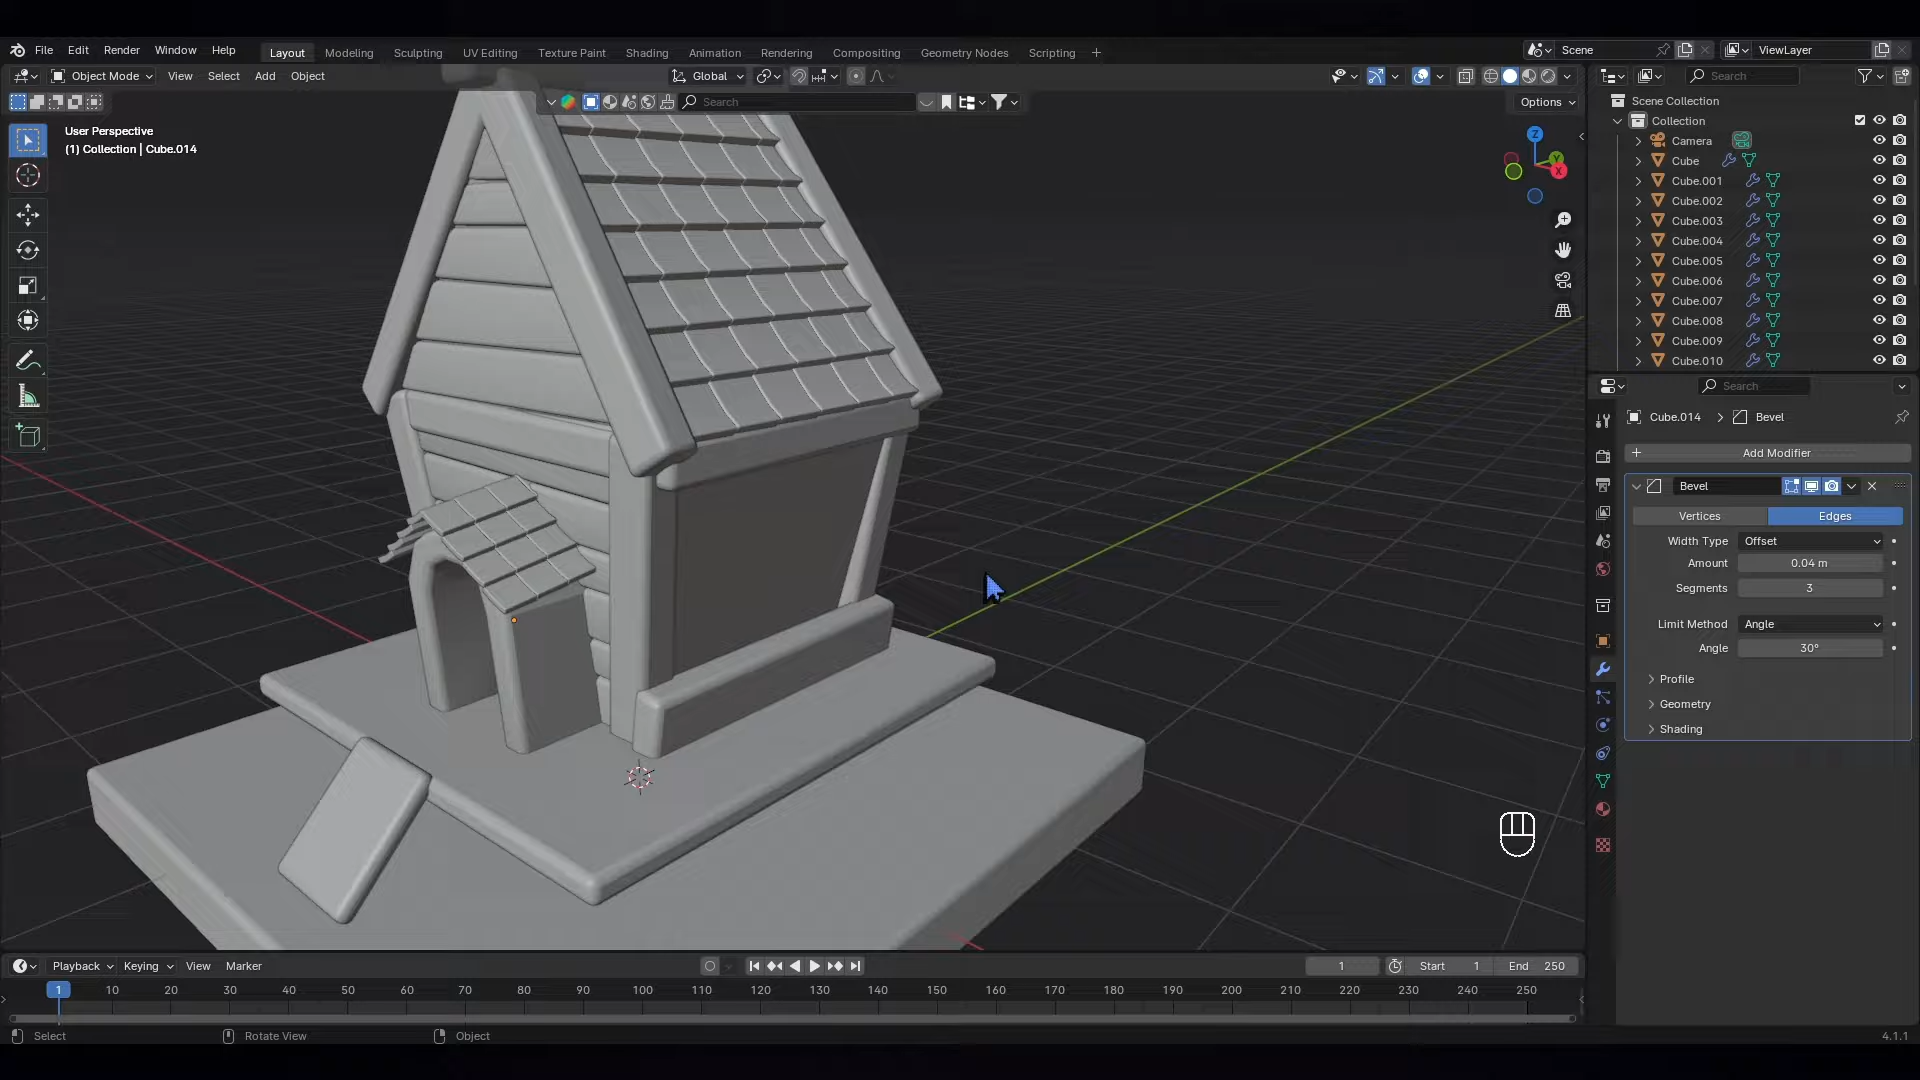 File Edit Render Window Help
Layout Modeling Sculpting UV Editing Texture Paint Shading Animation Rendering Compositing Geometry Nodes Scripting +
Scene
ViewLayer
Object Mode View Select Add Object
Global
Search
Search
Options
User Perspective
(1) Collection | Cube.014
Z
Y
X
Scene Collection
Collection
Camera
Cube
Cube.001
Cube.002
Cube.003
Cube.004
Cube.005
Cube.006
Cube.007
Cube.008
Cube.009
Cube.010
Search
Cube.014 > Bevel
+ Add Modifier
Bevel
Vertices Edges
Width Type Offset
Amount 0.04 m
Segments 3
Limit Method Angle
Angle 30°
Profile
Geometry
Shading
Playback Keying View Marker
1
Start 1 End 250
1 10 20 30 40 50 60 70 80 90 100 110 120 130 140 150 160 170 180 190 200 210 220 230 240 250
Select Rotate View Object
4.1.1